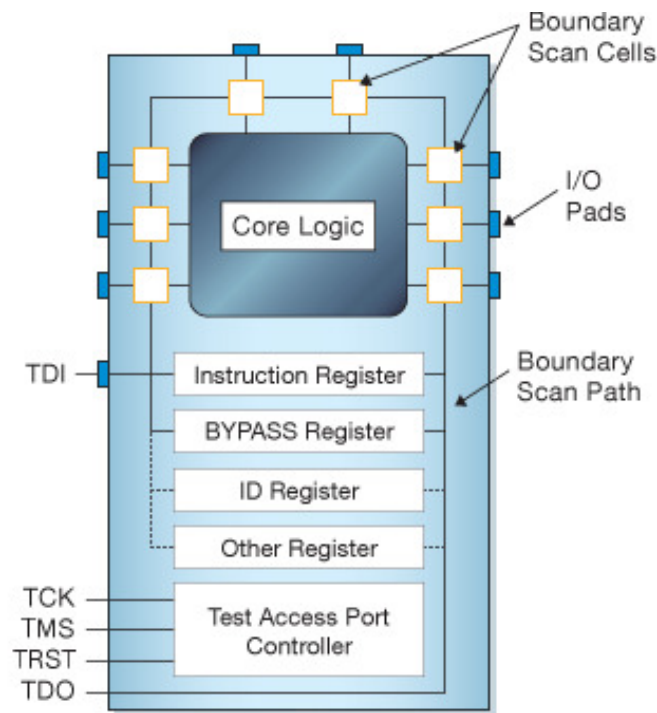 Boundary
Scan Cells
I/O
Pads
Core Logic
TDI
Instruction Register
Boundary
Scan Path
BYPASS Register
ID Register
Other Register
TCK
TMS
TRST
TDO
Test Access Port
Controller